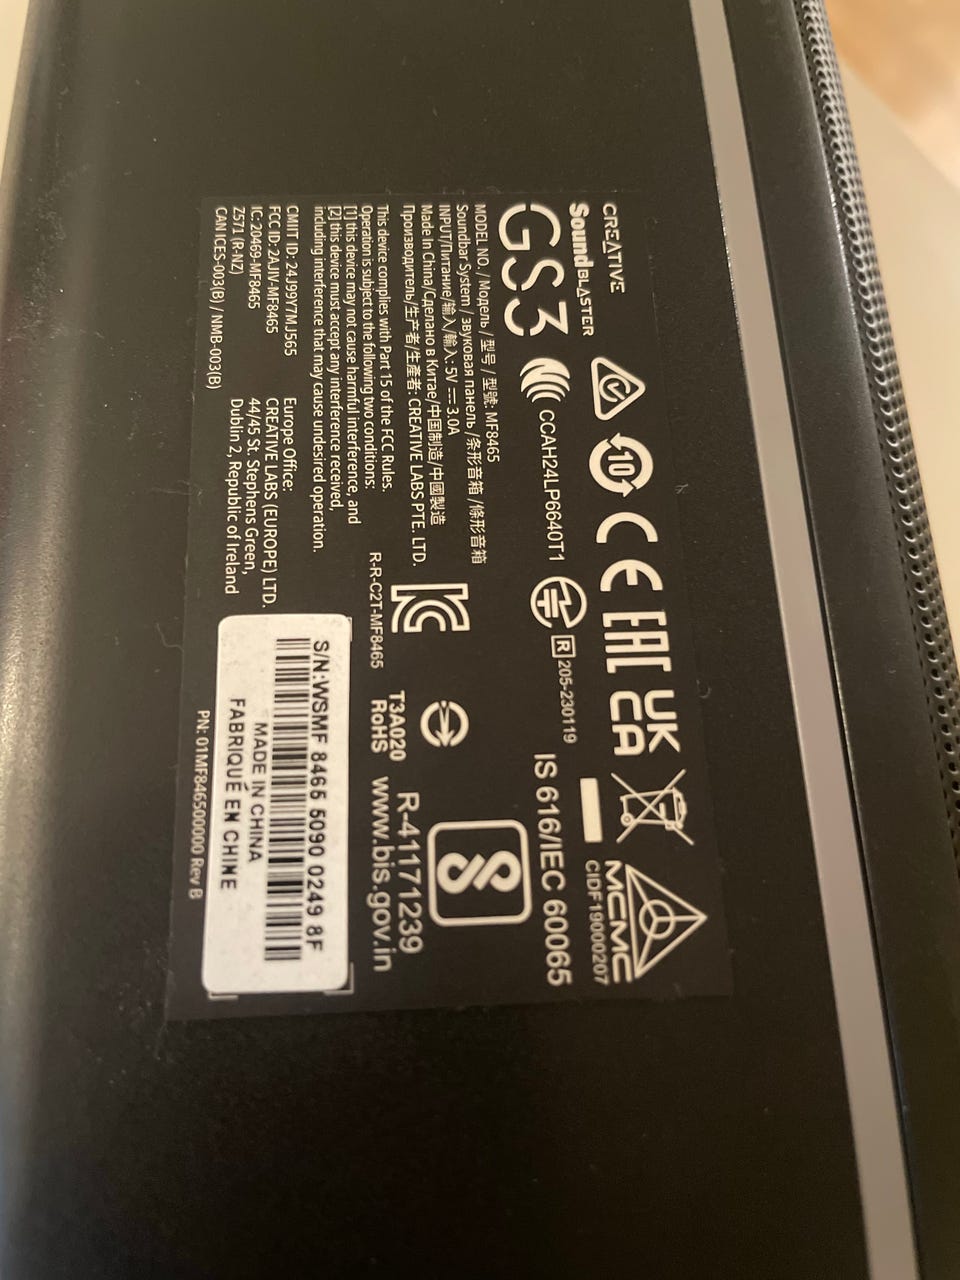 CREATIVE
Sound BLASTER
GS3
MODEL NO. / Модель / 型号 / 型號: MF8465
Soundbar System / звуковая панель / 条形音箱 / 條形音箱
INPUT/Питание/输入/輸入: 5V ⎓ 3.0A
Made In China/Сделано в Китае/中国制造/中國製造
Производитель/生产者/生產者: CREATIVE LABS PTE. LTD.
This device complies with Part 15 of the FCC Rules.
Operation is subject to the following two conditions:
[1] this device may not cause harmful interference, and
[2] this device must accept any interference received,
including interference that may cause undesired operation.
CMIIT ID: 24J99Y7MJ565
FCC ID: 2AJIV-MF8465
IC: 20469-MF8465
Z571 (R-NZ)
CAN ICES-003(B) / NMB-003(B)
Europe Office:
CREATIVE LABS (EUROPE) LTD.
44/45 St. Stephens Green,
Dublin 2, Republic of Ireland
10
CE
EAC
UK
CA
MCMC
CIDF19000207
CCAH24LP6640T1
R 205-230119
IS 616/IEC 60065
R-R-C2T-MF8465
T3A020
RoHS
R-41171239
www.bis.gov.in
S/N:WSMF 8465 5090 0249 8F
MADE IN CHINA
FABRIQUÉ EN CHINE
PN: 01MF846500000 Rev B